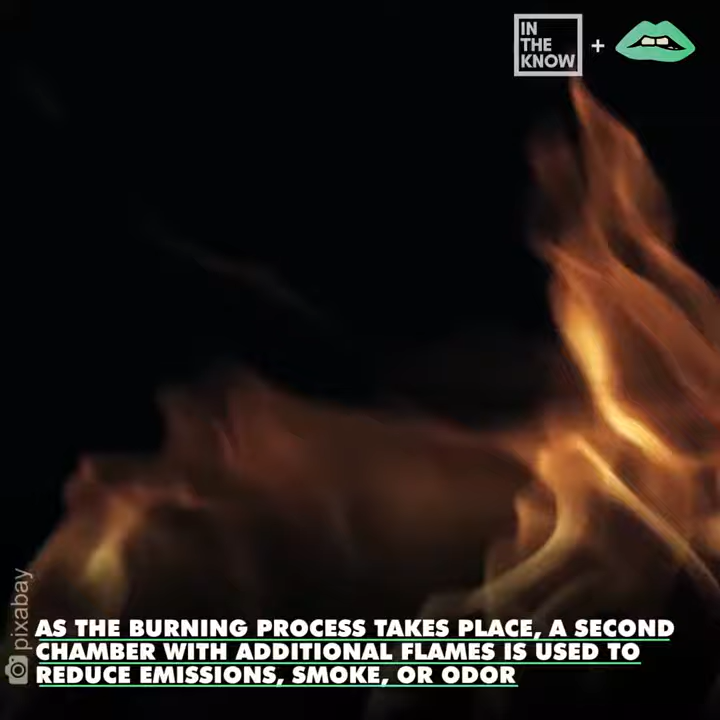 IN
THE
KNOW
+
pixabay
AS THE BURNING PROCESS TAKES PLACE, A SECOND
CHAMBER WITH ADDITIONAL FLAMES IS USED TO
REDUCE EMISSIONS, SMOKE, OR ODOR